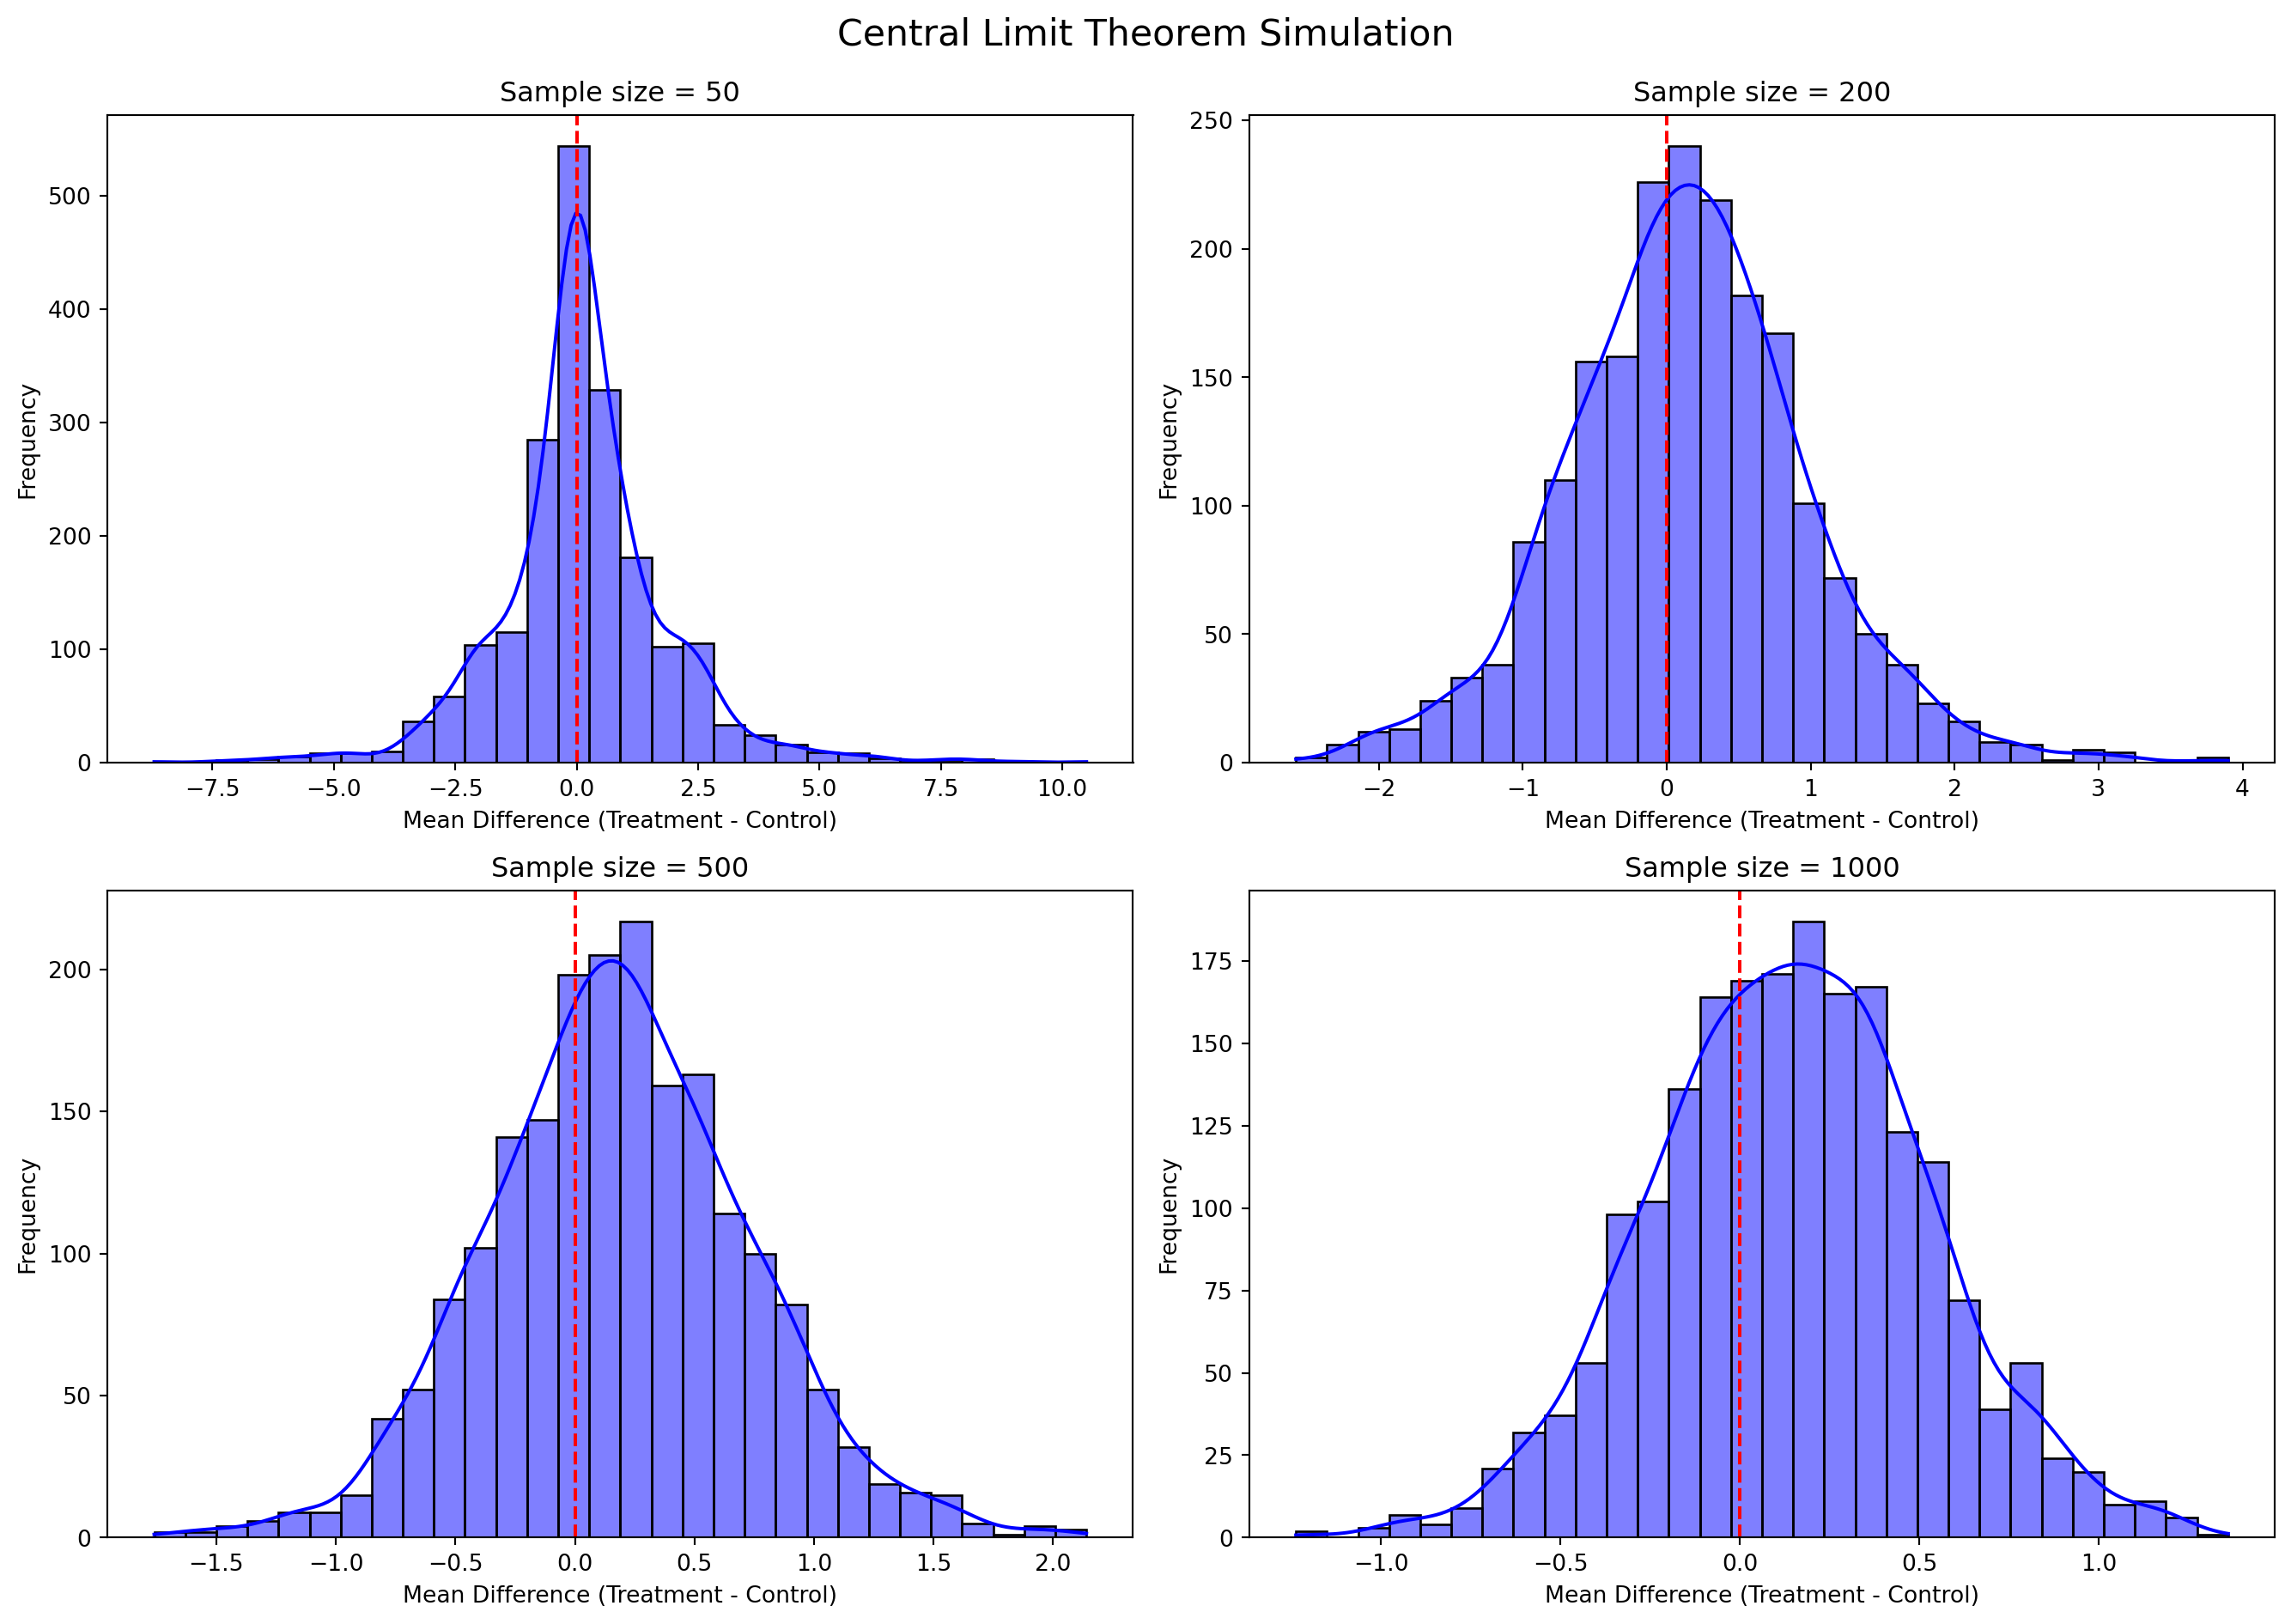 Central Limit Theorem Simulation
Sample size = 50
500
400
300
200
100
0
Frequency
−7.5 −5.0 −2.5 0.0 2.5 5.0 7.5 10.0
Mean Difference (Treatment - Control)
Sample size = 200
250
200
150
100
50
0
Frequency
−2 −1 0 1 2 3 4
Mean Difference (Treatment - Control)
Sample size = 500
200
150
100
50
0
Frequency
−1.5 −1.0 −0.5 0.0 0.5 1.0 1.5 2.0
Mean Difference (Treatment - Control)
Sample size = 1000
175
150
125
100
75
50
25
0
Frequency
−1.0 −0.5 0.0 0.5 1.0
Mean Difference (Treatment - Control)